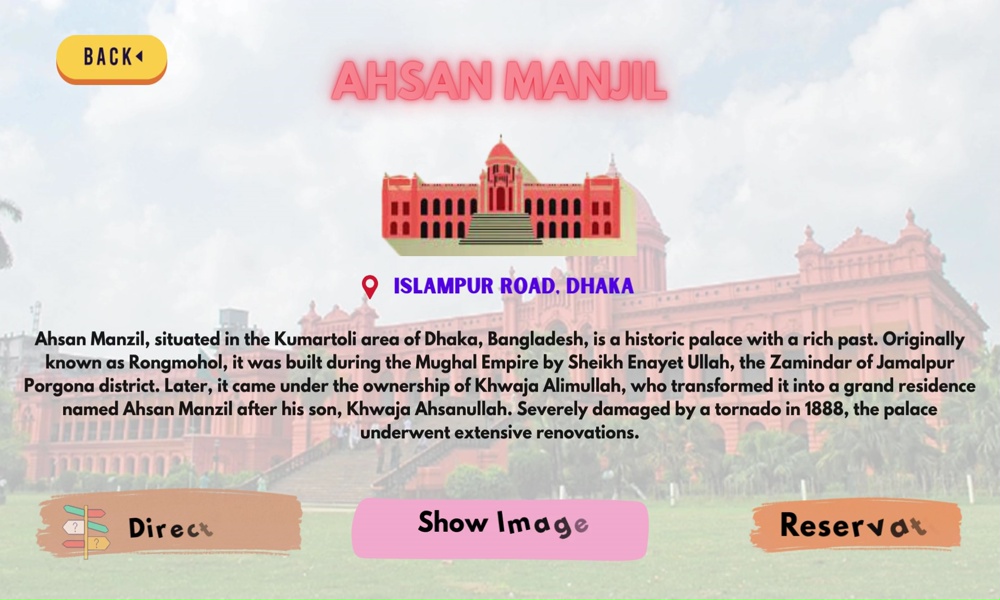 BACK
AHSAN MANJIL
ISLAMPUR ROAD, DHAKA
Ahsan Manzil, situated in the Kumartoli area of Dhaka, Bangladesh, is a historic palace with a rich past. Originally
known as Rongmohol, it was built during the Mughal Empire by Sheikh Enayet Ullah, the Zamindar of Jamalpur
Porgona district. Later, it came under the ownership of Khwaja Alimullah, who transformed it into a grand residence
named Ahsan Manzil after his son, Khwaja Ahsanullah. Severely damaged by a tornado in 1888, the palace
underwent extensive renovations.
? ? Direct
Show Image
Reservat